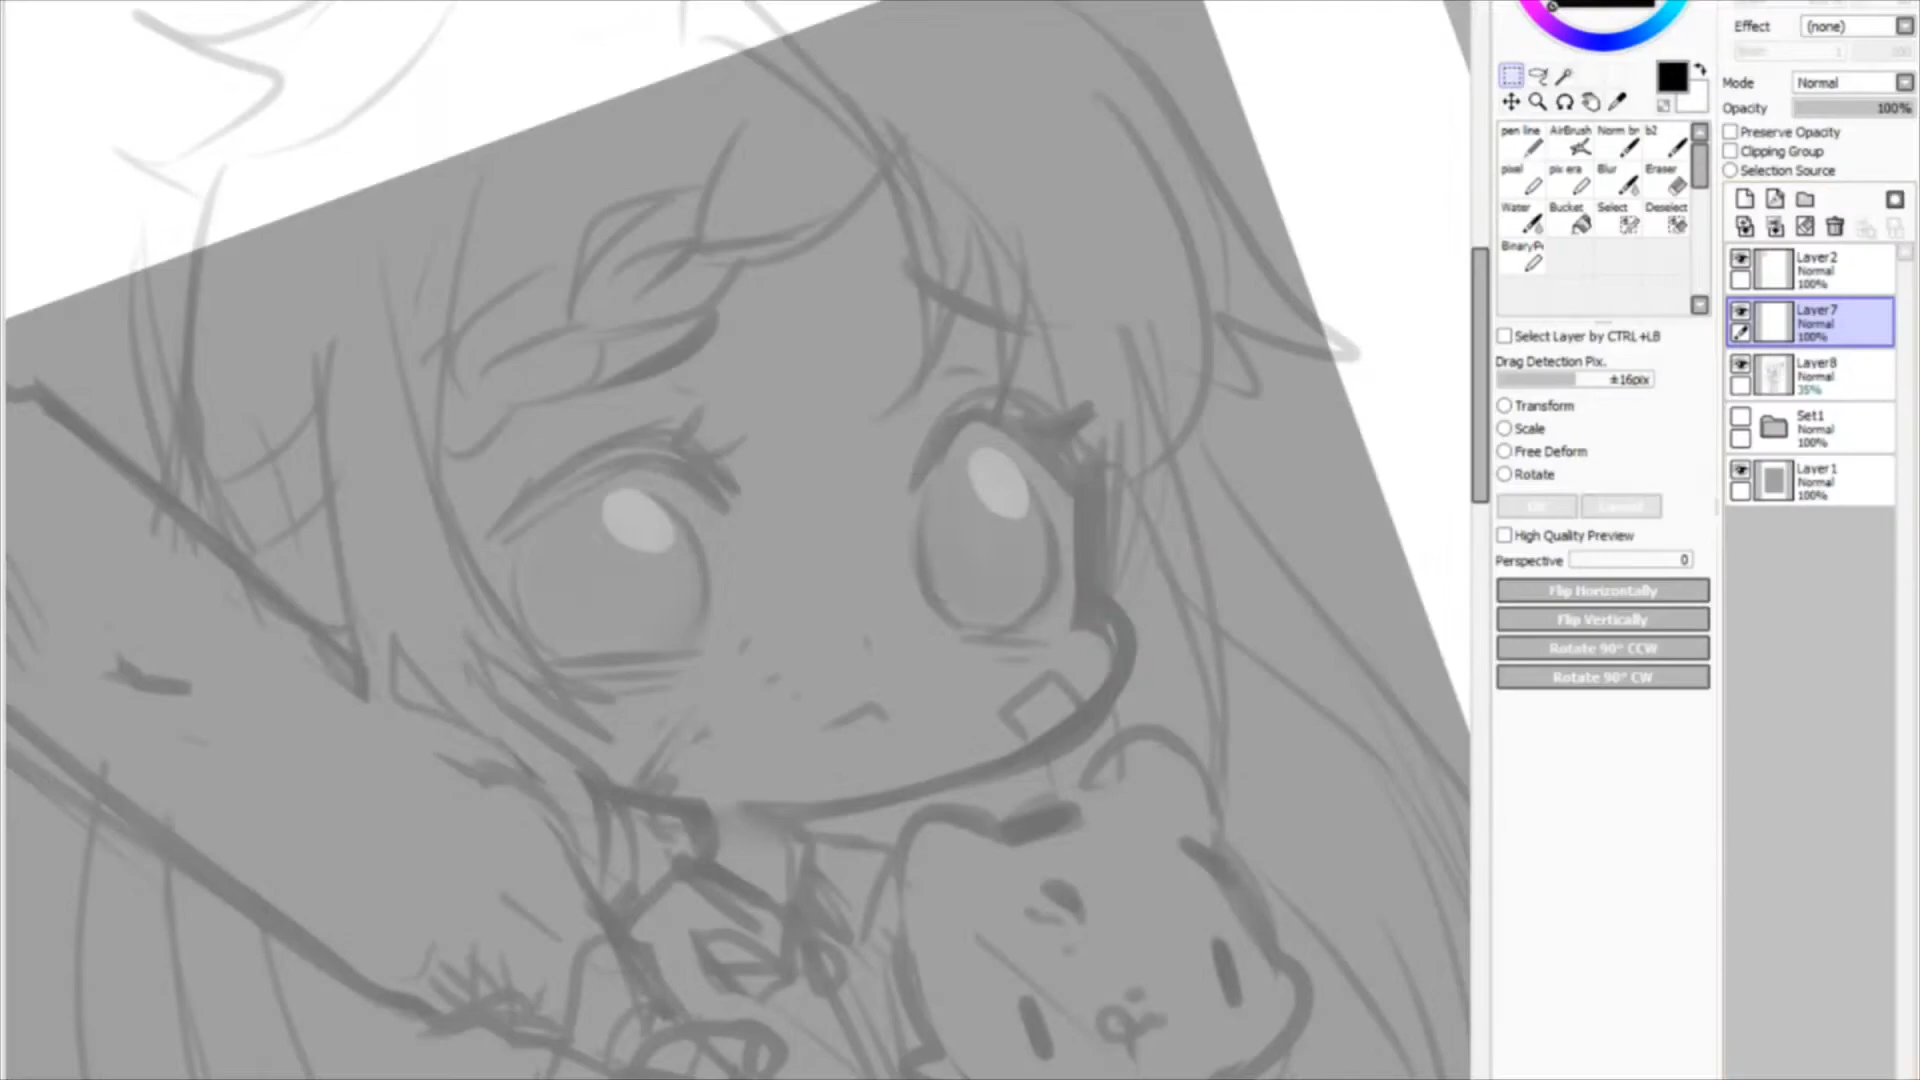 Effect (none)
Mode Normal
Opacity 100%
Preserve Opacity
Clipping Group
Selection Source
pen line AirBrush Norm br b2
pixel pix era Blur Eraser
Water Bucket Select Deselect
BinaryPe
Select Layer by CTRL+LB
Drag Detection Pix.
±16pix
Transform
Scale
Free Deform
Rotate
High Quality Preview
Perspective 0
Flip Horizontally
Flip Vertically
Rotate 90° CCW
Rotate 90° CW
Layer2
Normal
100%
Layer7
Normal
100%
Layer8
Normal
35%
Set1
Normal
100%
Layer1
Normal
100%